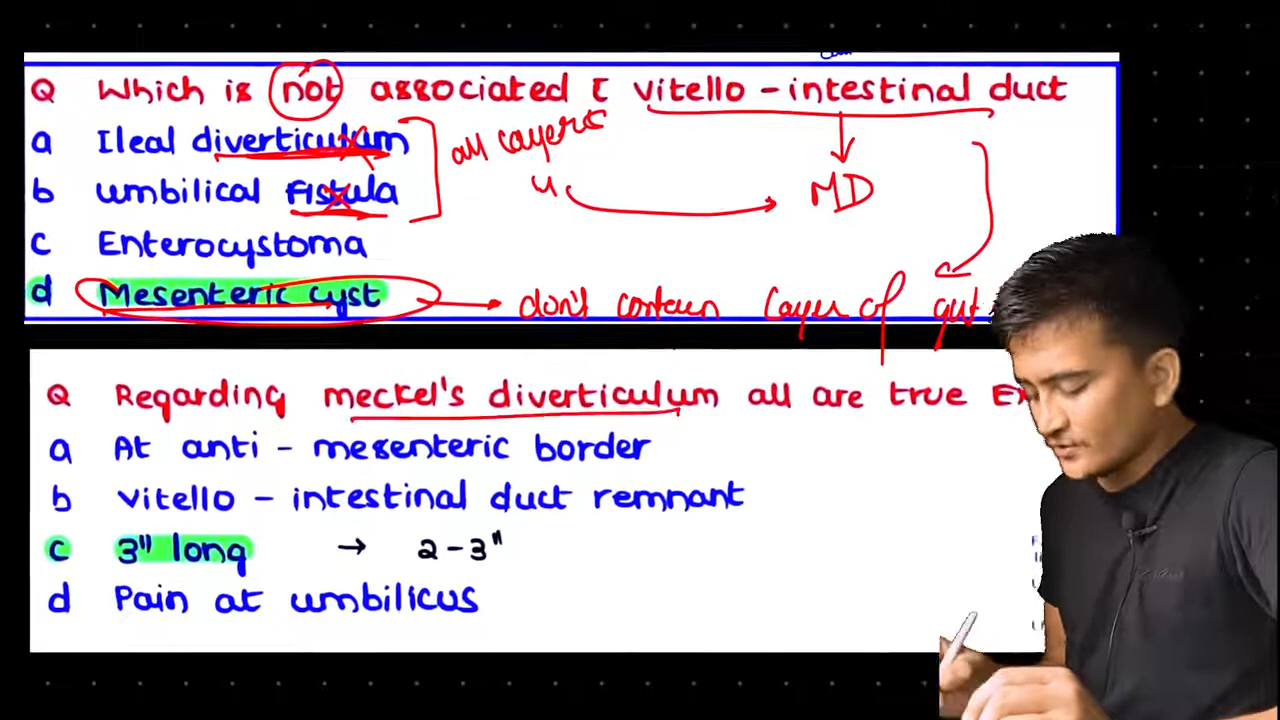 Q Which is not associated c̄ vitello - intestinal duct
a Ileal diverticulum
all layers
b umbilical Fistula
MD
c Enterocystoma
d Mesenteric cyst → don't contain layer of gut
Q Regarding meckel's diverticulum all are true Ex
a At anti - mesenteric border
b vitello - intestinal duct remnant
c 3" long → 2 - 3"
d Pain at umbilicus